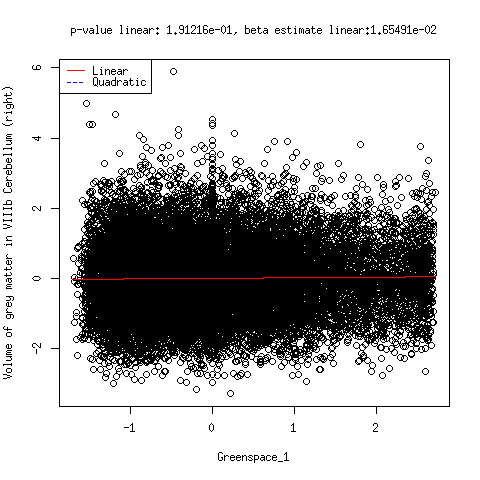 p-value linear: 1.91216e-01, beta estimate linear:1.65491e-02
Linear
Quadratic
Volume of grey matter in VIIIb Cerebellum (right)
6
4
2
0
-2
-1
0
1
2
Greenspace_1